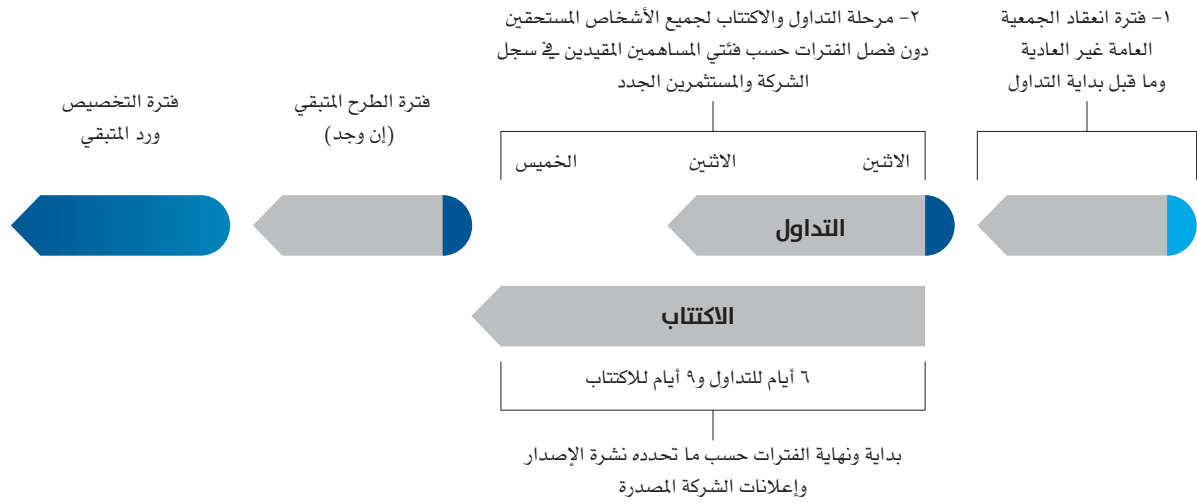 ١- فترة انعقاد الجمعية
العامة غير العادية
وما قبل بداية التداول
٢- مرحلة التداول والاكتتاب لجميع الأشخاص المستحقين
دون فصل الفترات حسب فئتي المساهمين المقيدين في سجل
الشركة والمستثمرين الجدد
فترة الطرح المتبقي
(إن وجد)
فترة التخصيص
ورد المتبقي
الاثنين
الاثنين
الخميس
التداول
الاكتتاب
٦ أيام للتداول و٩ أيام للاكتتاب
بداية ونهاية الفترات حسب ما تحدده نشرة الإصدار
وإعلانات الشركة المصدرة